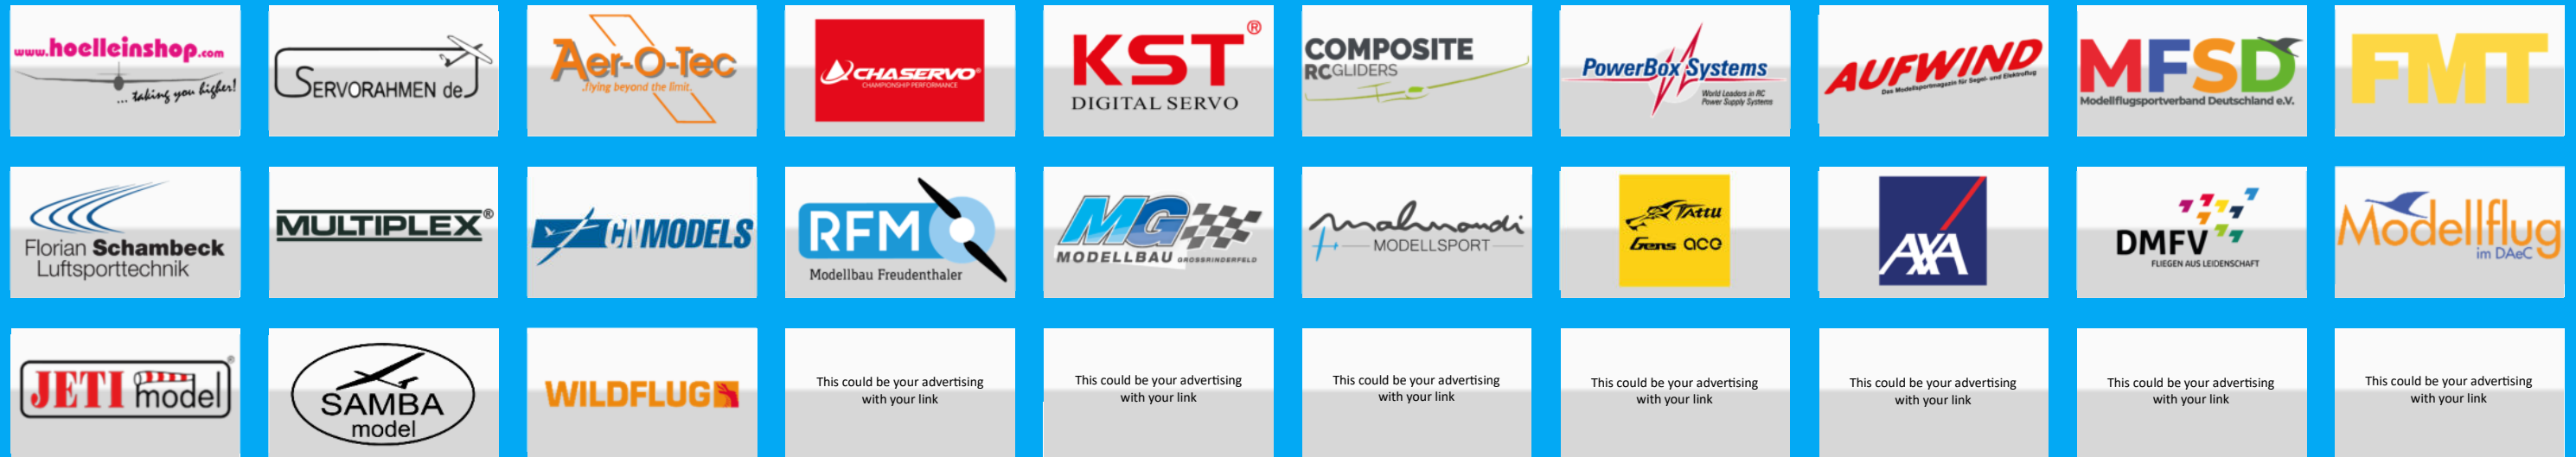 www.hoelleinshop.com
... taking you higher!
SERVORAHMEN de
Aer-O-Tec
flying beyond the limit.
CHASERVO®
CHAMPIONSHIP PERFORMANCE
KST®
DIGITAL SERVO
COMPOSITE
RCGLIDERS
PowerBox Systems
World Leaders in RC
Power Supply Systems
AUFWIND
Das Modellsportmagazin für Segel- und Elektroflug
MFSD
Modellflugsportverband Deutschland e.V.
FMT
Florian Schambeck
Luftsporttechnik
MULTIPLEX®
CNMODELS
RFM
Modellbau Freudenthaler
MG
MODELLBAU GROSSRINDERFELD
mahmoudi
MODELLSPORT
TATTU
Gens ace
AXA
DMFV
FLIEGEN AUS LEIDENSCHAFT
Modellflug
im DAeC
JETI model®
SAMBA
model
WILDFLUG
This could be your advertising
with your link
This could be your advertising
with your link
This could be your advertising
with your link
This could be your advertising
with your link
This could be your advertising
with your link
This could be your advertising
with your link
This could be your advertising
with your link